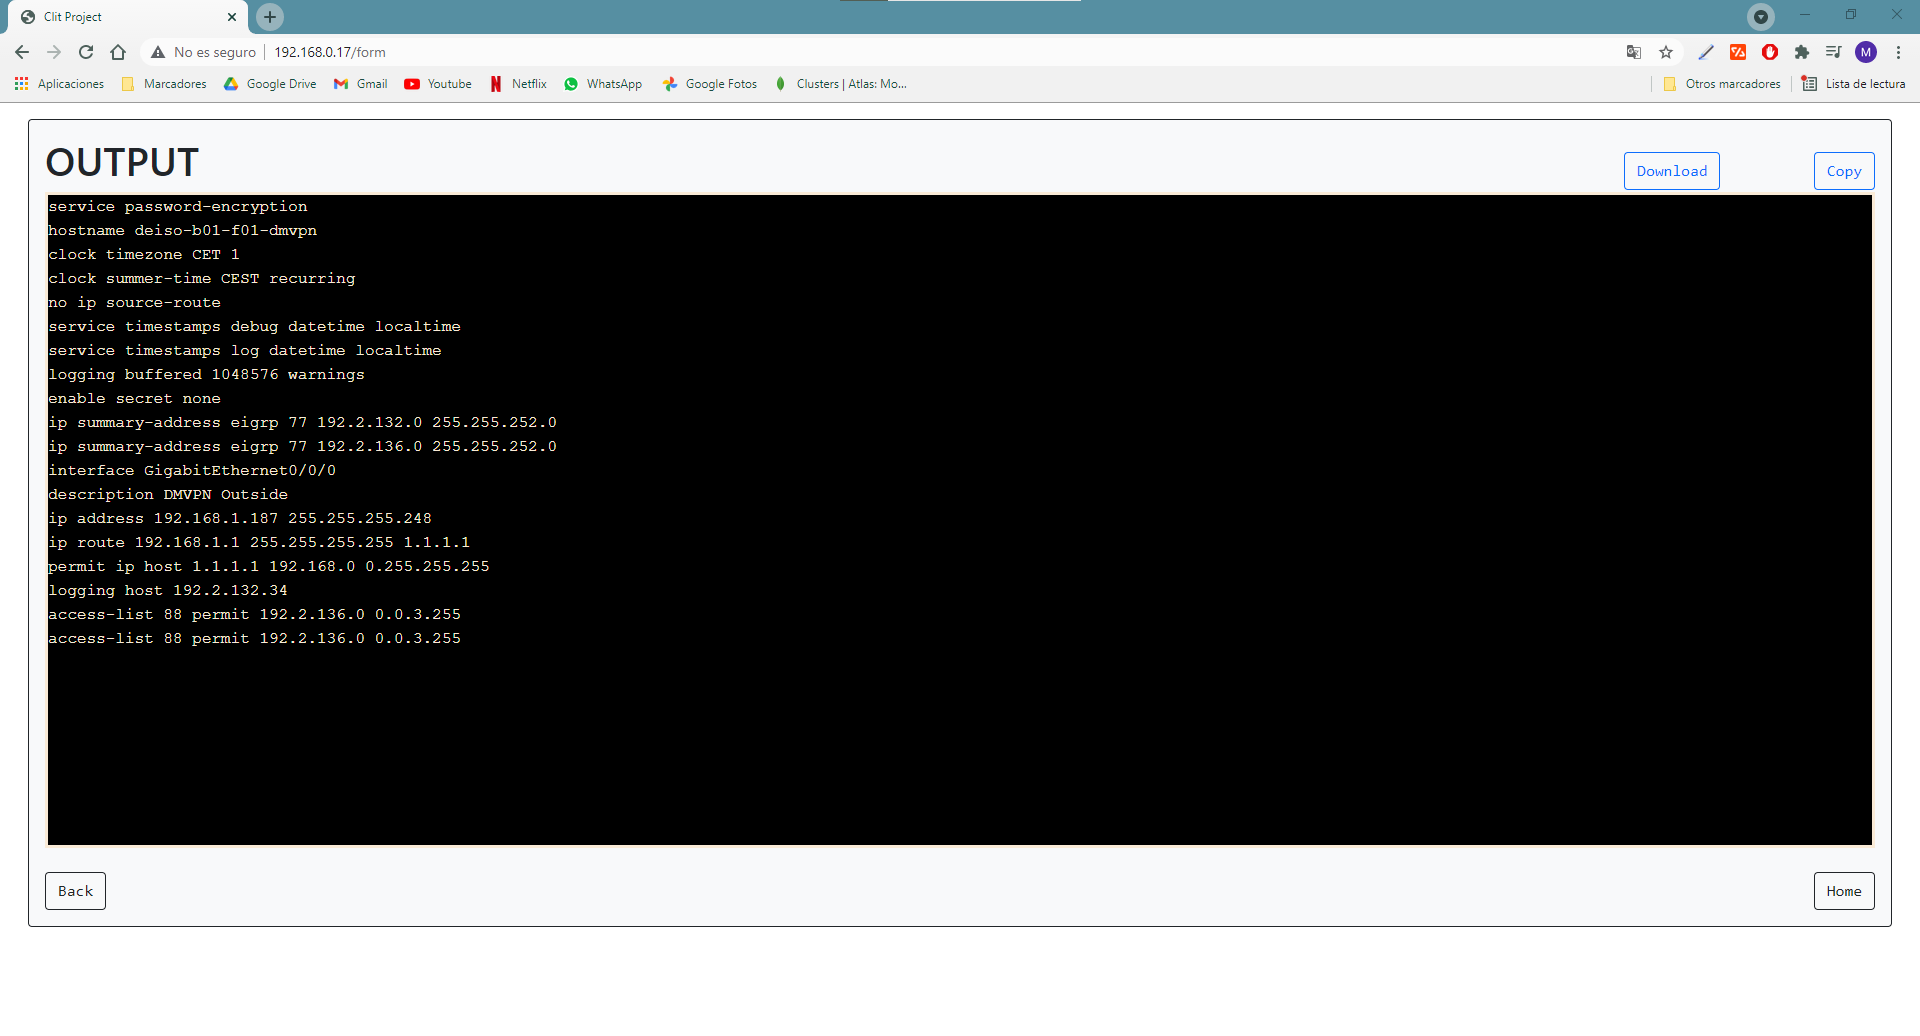 Clit Project
No es seguro 192.168.0.17/form
M
Aplicaciones Marcadores Google Drive Gmail Youtube Netflix WhatsApp Google Fotos Clusters | Atlas: Mo... Otros marcadores Lista de lectura
OUTPUT
Download Copy
service password-encryption
hostname deiso-b01-f01-dmvpn
clock timezone CET 1
clock summer-time CEST recurring
no ip source-route
service timestamps debug datetime localtime
service timestamps log datetime localtime
logging buffered 1048576 warnings
enable secret none
ip summary-address eigrp 77 192.2.132.0 255.255.252.0
ip summary-address eigrp 77 192.2.136.0 255.255.252.0
interface GigabitEthernet0/0/0
description DMVPN Outside
ip address 192.168.1.187 255.255.255.248
ip route 192.168.1.1 255.255.255.255 1.1.1.1
permit ip host 1.1.1.1 192.168.0 0.255.255.255
logging host 192.2.132.34
access-list 88 permit 192.2.136.0 0.0.3.255
access-list 88 permit 192.2.136.0 0.0.3.255
Back Home